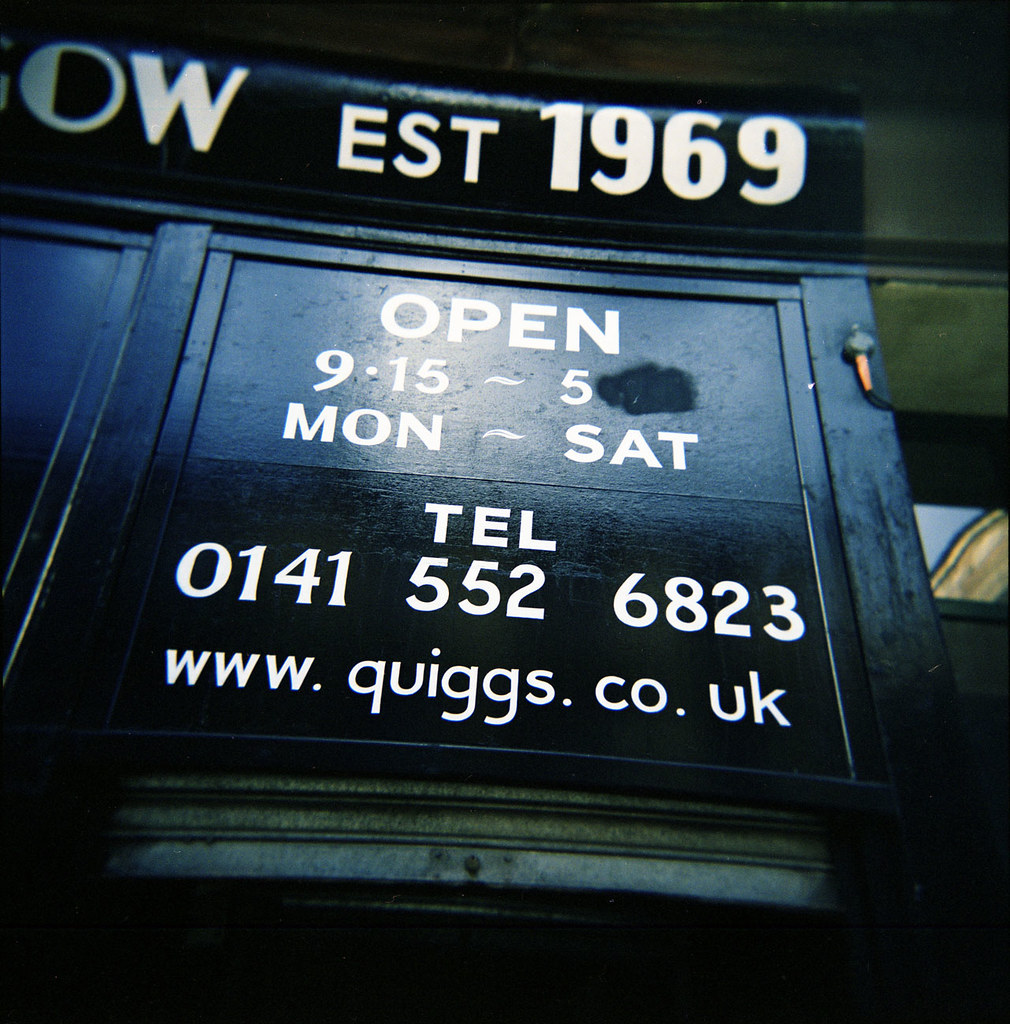 GOW EST 1969
OPEN
9·15 ~ 5
MON ~ SAT
TEL
0141 552 6823
www.quiggs.co.uk